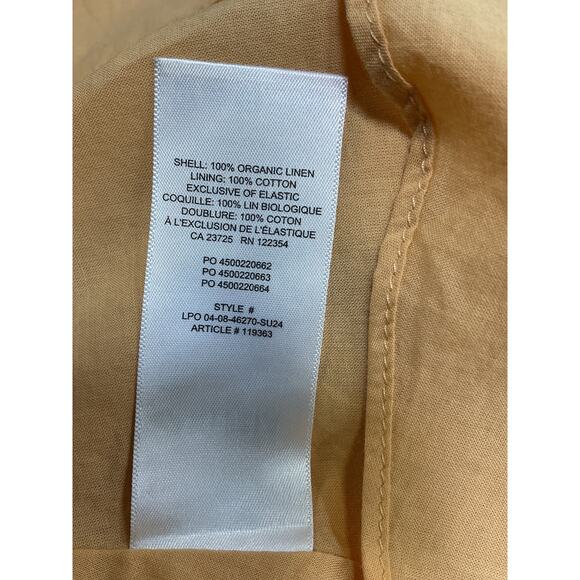 SHELL: 100% ORGANIC LINEN
LINING: 100% COTTON
EXCLUSIVE OF ELASTIC
COQUILLE: 100% LIN BIOLOGIQUE
DOUBLURE: 100% COTON
À L'EXCLUSION DE L'ÉLASTIQUE
CA 23725 RN 122354
PO 4500220662
PO 4500220663
PO 4500220664
STYLE #
LPO 04-08-46270-SU24
ARTICLE # 119363